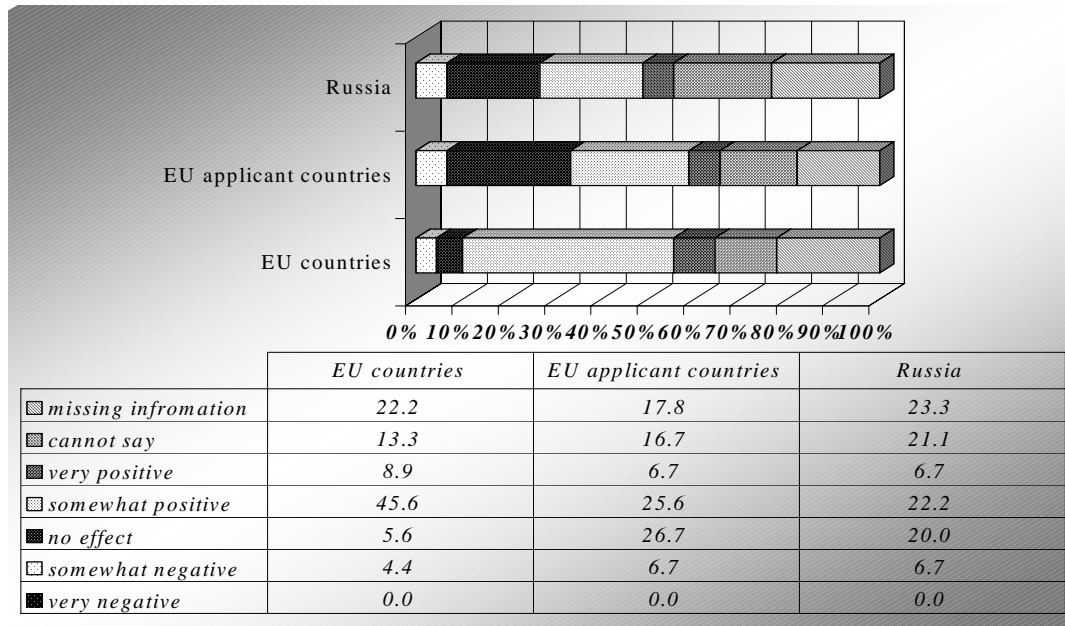 Russia
EU applicant countries
EU countries
0% 10% 20% 30% 40% 50% 60% 70% 80% 90% 100%
EU countries EU applicant countries Russia
missing infromation 22.2 17.8 23.3
cannot say 13.3 16.7 21.1
very positive 8.9 6.7 6.7
somewhat positive 45.6 25.6 22.2
no effect 5.6 26.7 20.0
somewhat negative 4.4 6.7 6.7
very negative 0.0 0.0 0.0